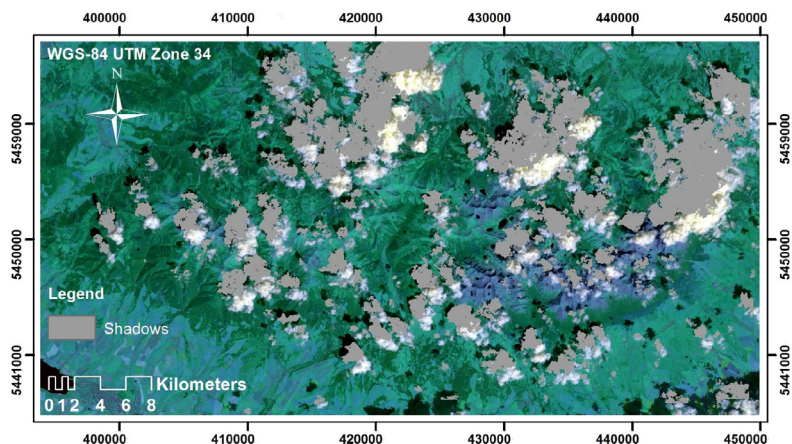 400000 410000 420000 430000 440000 450000
WGS-84 UTM Zone 34
N
5459000 5459000
5450000 5450000
Legend
Shadows
5441000 5441000
Kilometers
0 1 2 4 6 8
400000 410000 420000 430000 440000 450000